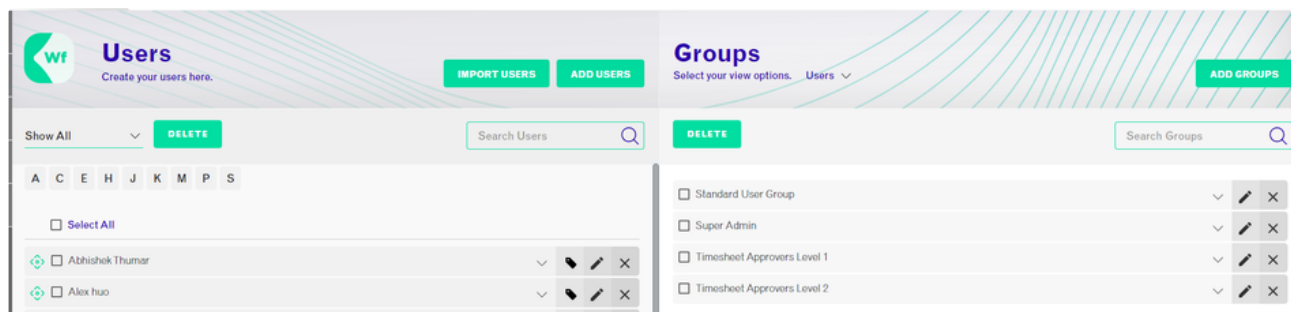 Wf
Users
Create your users here.
IMPORT USERS
ADD USERS
Show All
DELETE
Search Users
A C E H J K M P S
Select All
Abhishek Thumar
Alex huo
Groups
Select your view options. Users
ADD GROUPS
DELETE
Search Groups
Standard User Group
Super Admin
Timesheet Approvers Level 1
Timesheet Approvers Level 2